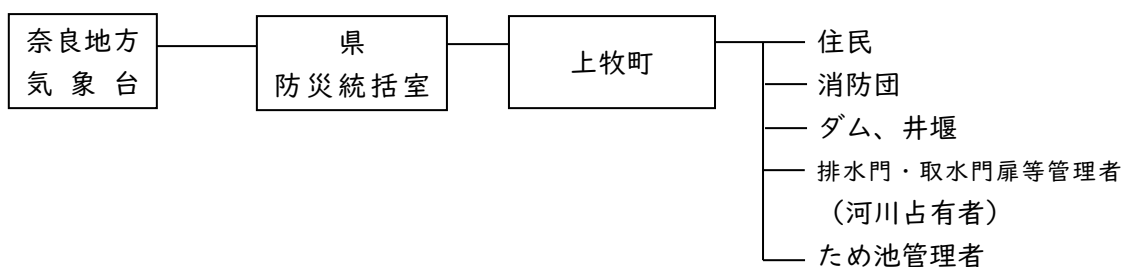 奈良地方
気象台
県
防災統括室
上牧町
住民
消防団
ダム、井堰
排水門・取水門扉等管理者
（河川占有者）
ため池管理者